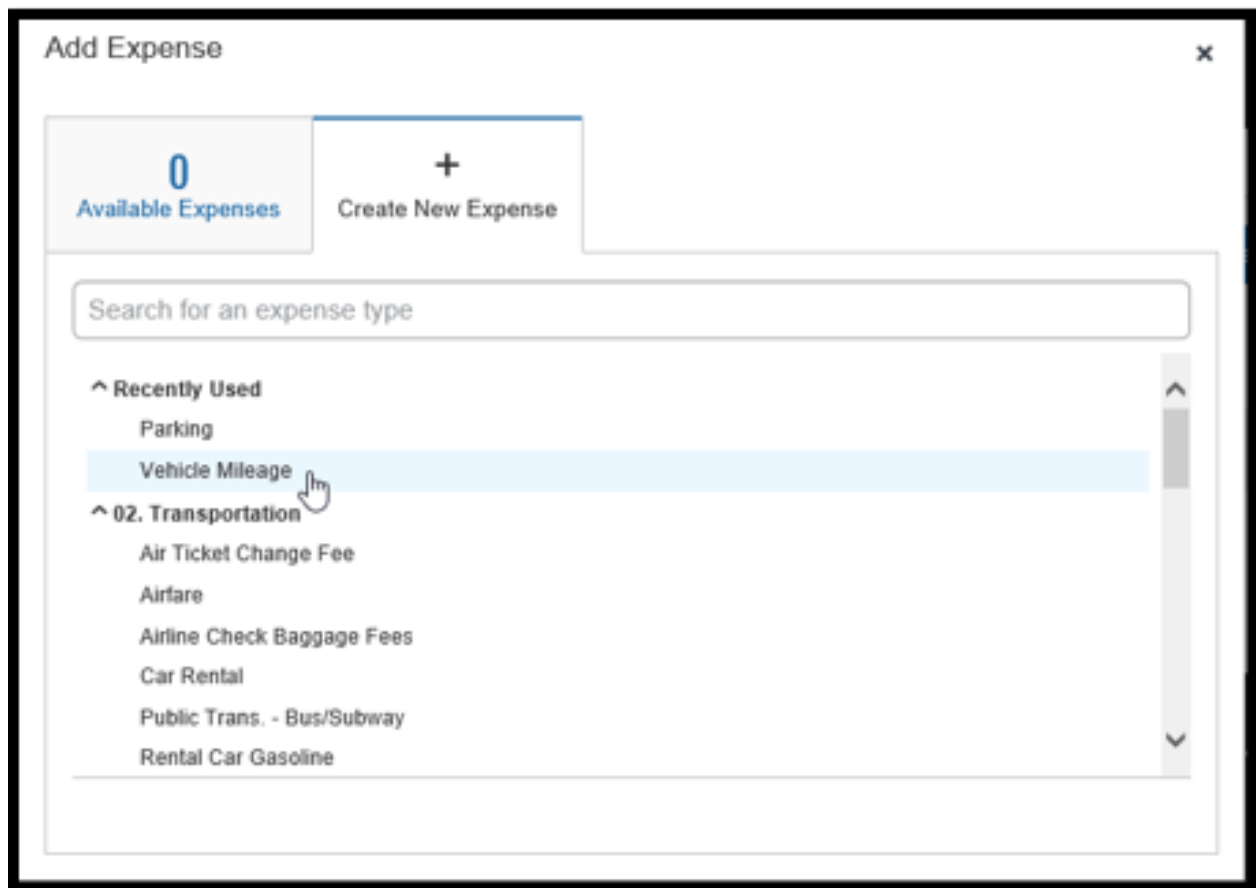 Add Expense
×
0
Available Expenses
+
Create New Expense
Search for an expense type
^ Recently Used
Parking
Vehicle Mileage
^ 02. Transportation
Air Ticket Change Fee
Airfare
Airline Check Baggage Fees
Car Rental
Public Trans. - Bus/Subway
Rental Car Gasoline